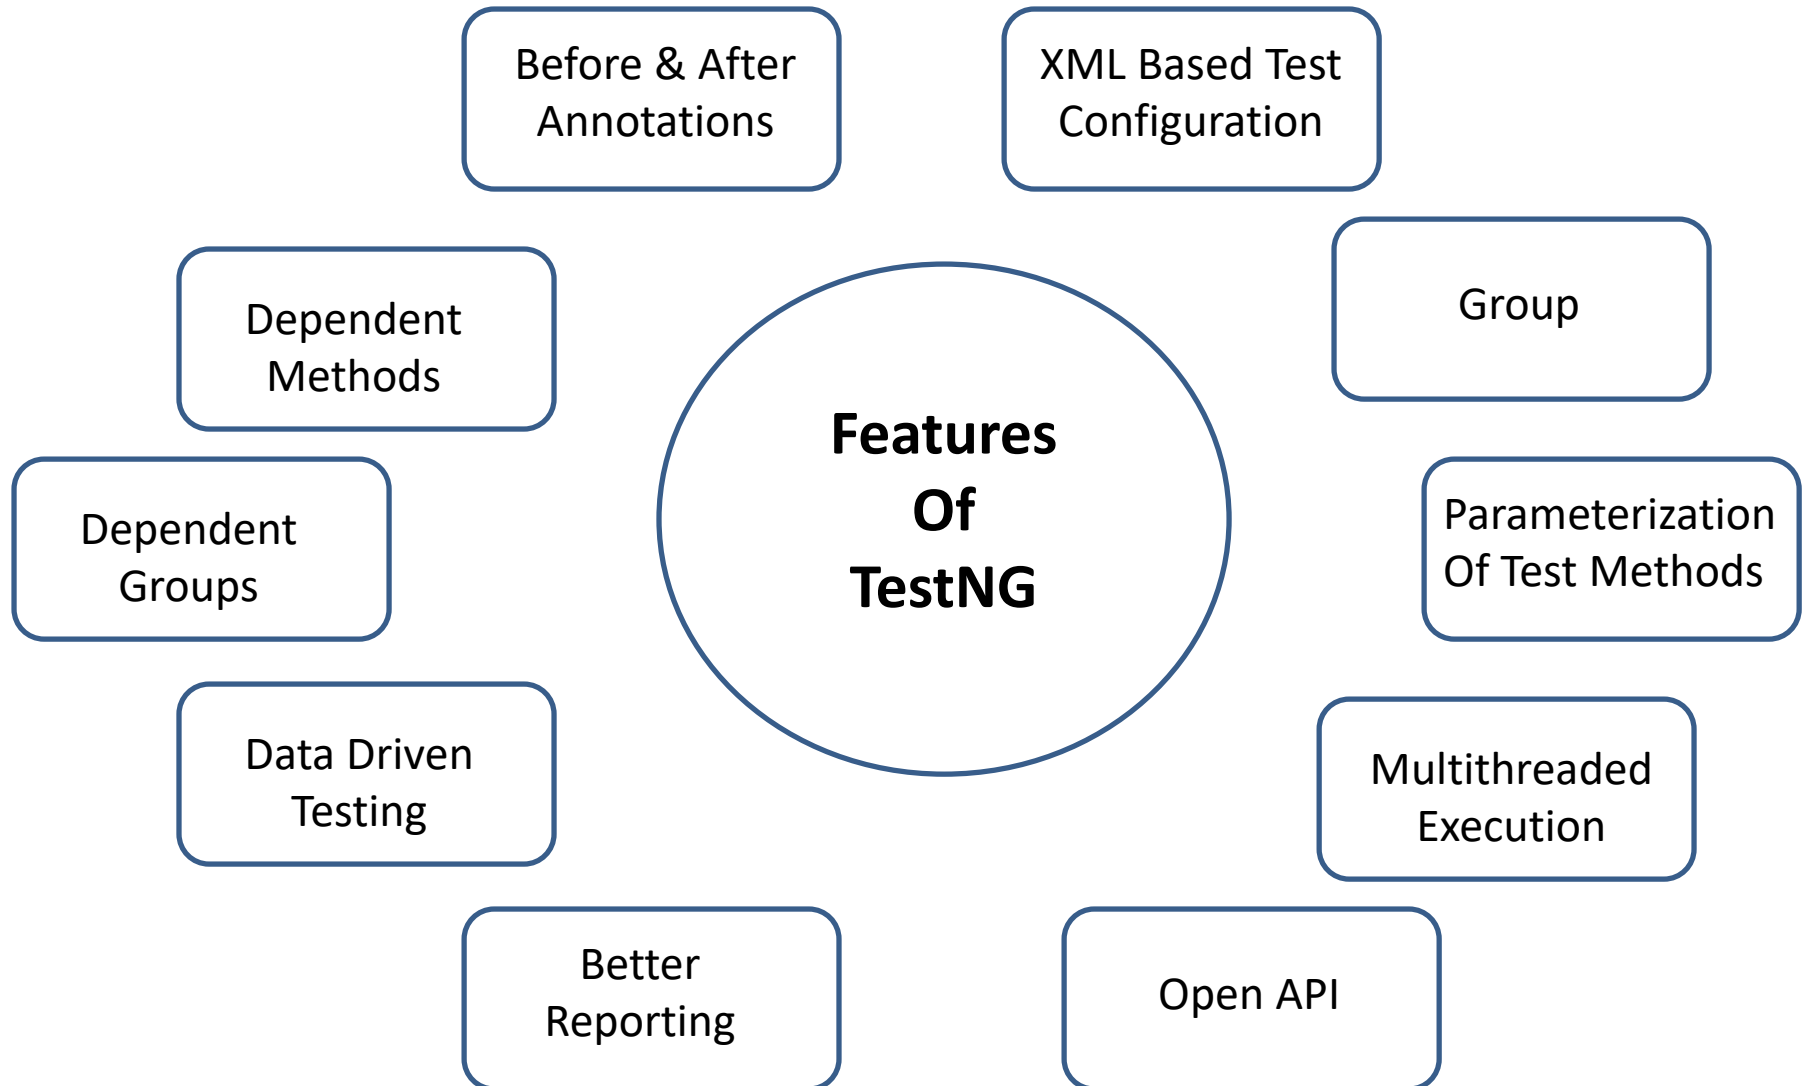 Before & After
Annotations
XML Based Test
Configuration
Dependent
Methods
Group
Features
Of
TestNG
Dependent
Groups
Parameterization
Of Test Methods
Data Driven
Testing
Multithreaded
Execution
Better
Reporting
Open API